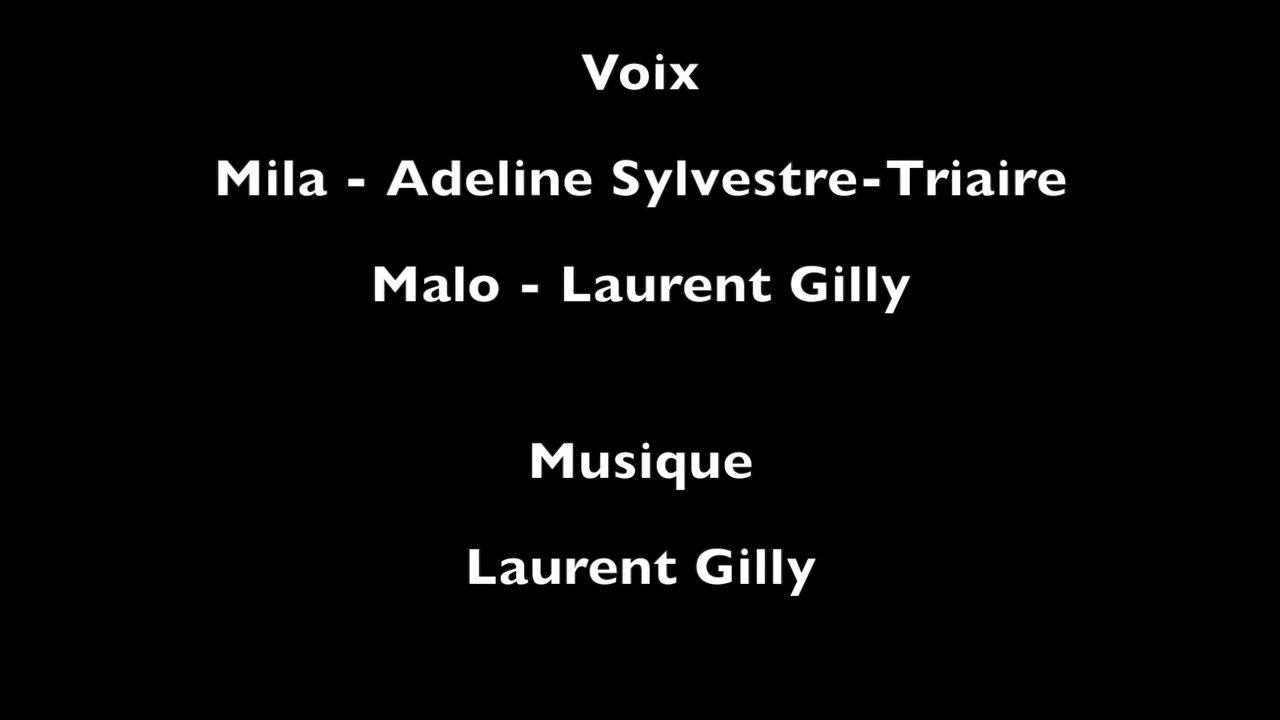 Voix
Mila - Adeline Sylvestre-Triaire
Malo - Laurent Gilly
Musique
Laurent Gilly